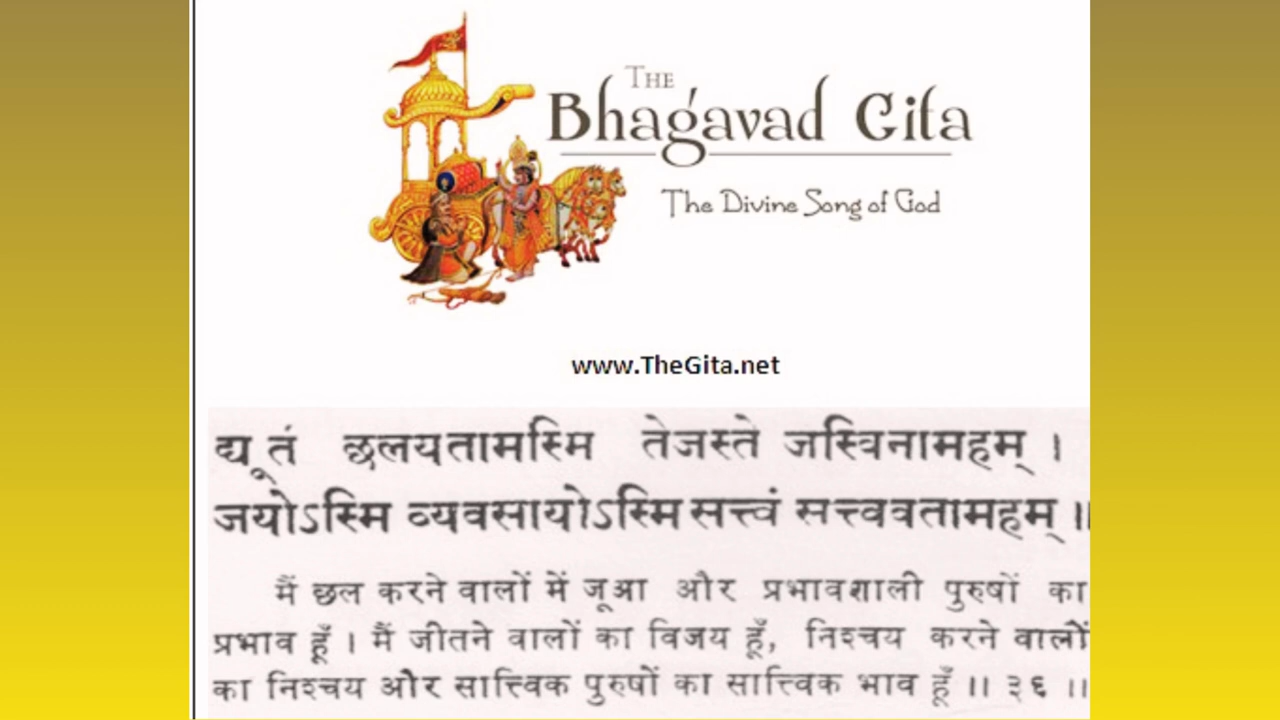 THE
Bhagavad Gita
The Divine Song of God
www.TheGita.net
द्यूतं छलयतामस्मि तेजस्ते जस्विनामहम् ।
जयोऽस्मि व्यवसायोऽस्मि सत्त्वं सत्त्ववतामहम् ॥
मैं छल करने वालों में जूआ और प्रभावशाली पुरुषों का
प्रभाव हूँ । मैं जीतने वालों का विजय हूँ, निश्चय करने वालों
का निश्चय और सात्त्विक पुरुषों का सात्त्विक भाव हूँ ॥ ३६ ॥